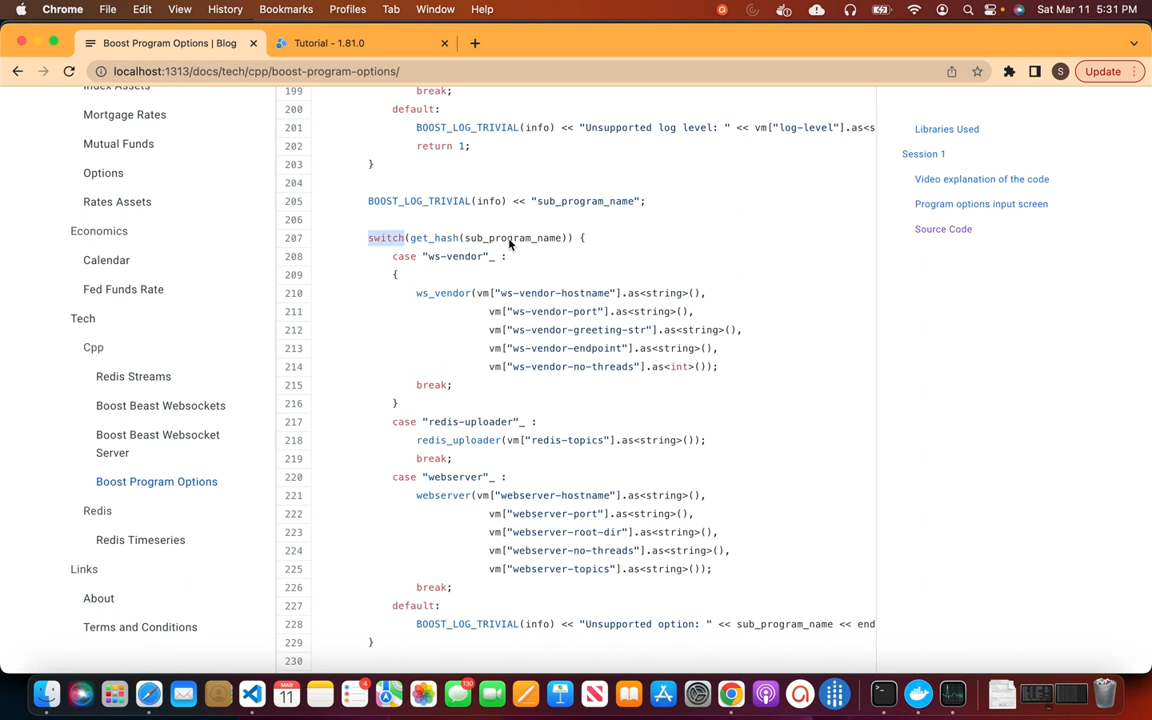 Chrome File Edit View History Bookmarks Profiles Tab Window Help Sat Mar 11 5:31 PM
Boost Program Options | Blog Tutorial - 1.81.0
localhost:1313/docs/tech/cpp/boost-program-options/ S Update
Index Assets
Mortgage Rates
Mutual Funds
Options
Rates Assets
Economics
Calendar
Fed Funds Rate
Tech
Cpp
Redis Streams
Boost Beast Websockets
Boost Beast Websocket
Server
Boost Program Options
Redis
Redis Timeseries
Links
About
Terms and Conditions
199 break;
200 default:
201 BOOST_LOG_TRIVIAL(info) << "Unsupported log level: " << vm["log-level"].as<s
202 return 1;
203 }
204
205 BOOST_LOG_TRIVIAL(info) << "sub_program_name";
206
207 switch(get_hash(sub_program_name)) {
208 case "ws-vendor"_ :
209 {
210 ws_vendor(vm["ws-vendor-hostname"].as<string>(),
211 vm["ws-vendor-port"].as<string>(),
212 vm["ws-vendor-greeting-str"].as<string>(),
213 vm["ws-vendor-endpoint"].as<string>(),
214 vm["ws-vendor-no-threads"].as<int>());
215 break;
216 }
217 case "redis-uploader"_ :
218 redis_uploader(vm["redis-topics"].as<string>());
219 break;
220 case "webserver"_ :
221 webserver(vm["webserver-hostname"].as<string>(),
222 vm["webserver-port"].as<string>(),
223 vm["webserver-root-dir"].as<string>(),
224 vm["webserver-no-threads"].as<string>(),
225 vm["webserver-topics"].as<string>());
226 break;
227 default:
228 BOOST_LOG_TRIVIAL(info) << "Unsupported option: " << sub_program_name << end
229 }
230
Libraries Used
Session 1
Video explanation of the code
Program options input screen
Source Code
MAR
11
4
130